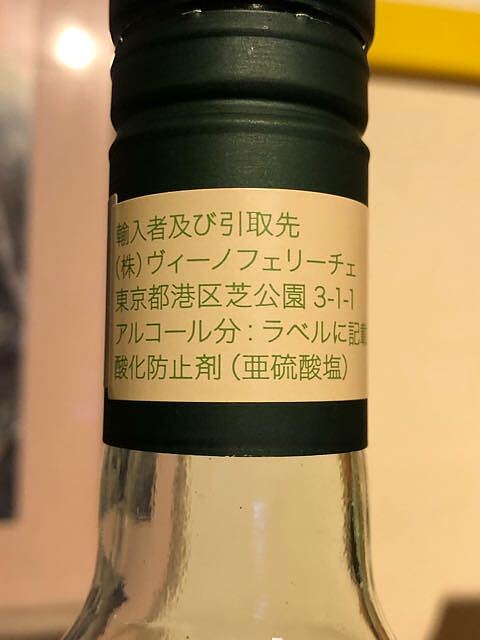 輸入者及び引取先
(株)ヴィーノフェリーチェ
東京都港区芝公園 3-1-1
アルコール分 : ラベルに記載
酸化防止剤 (亜硫酸塩)